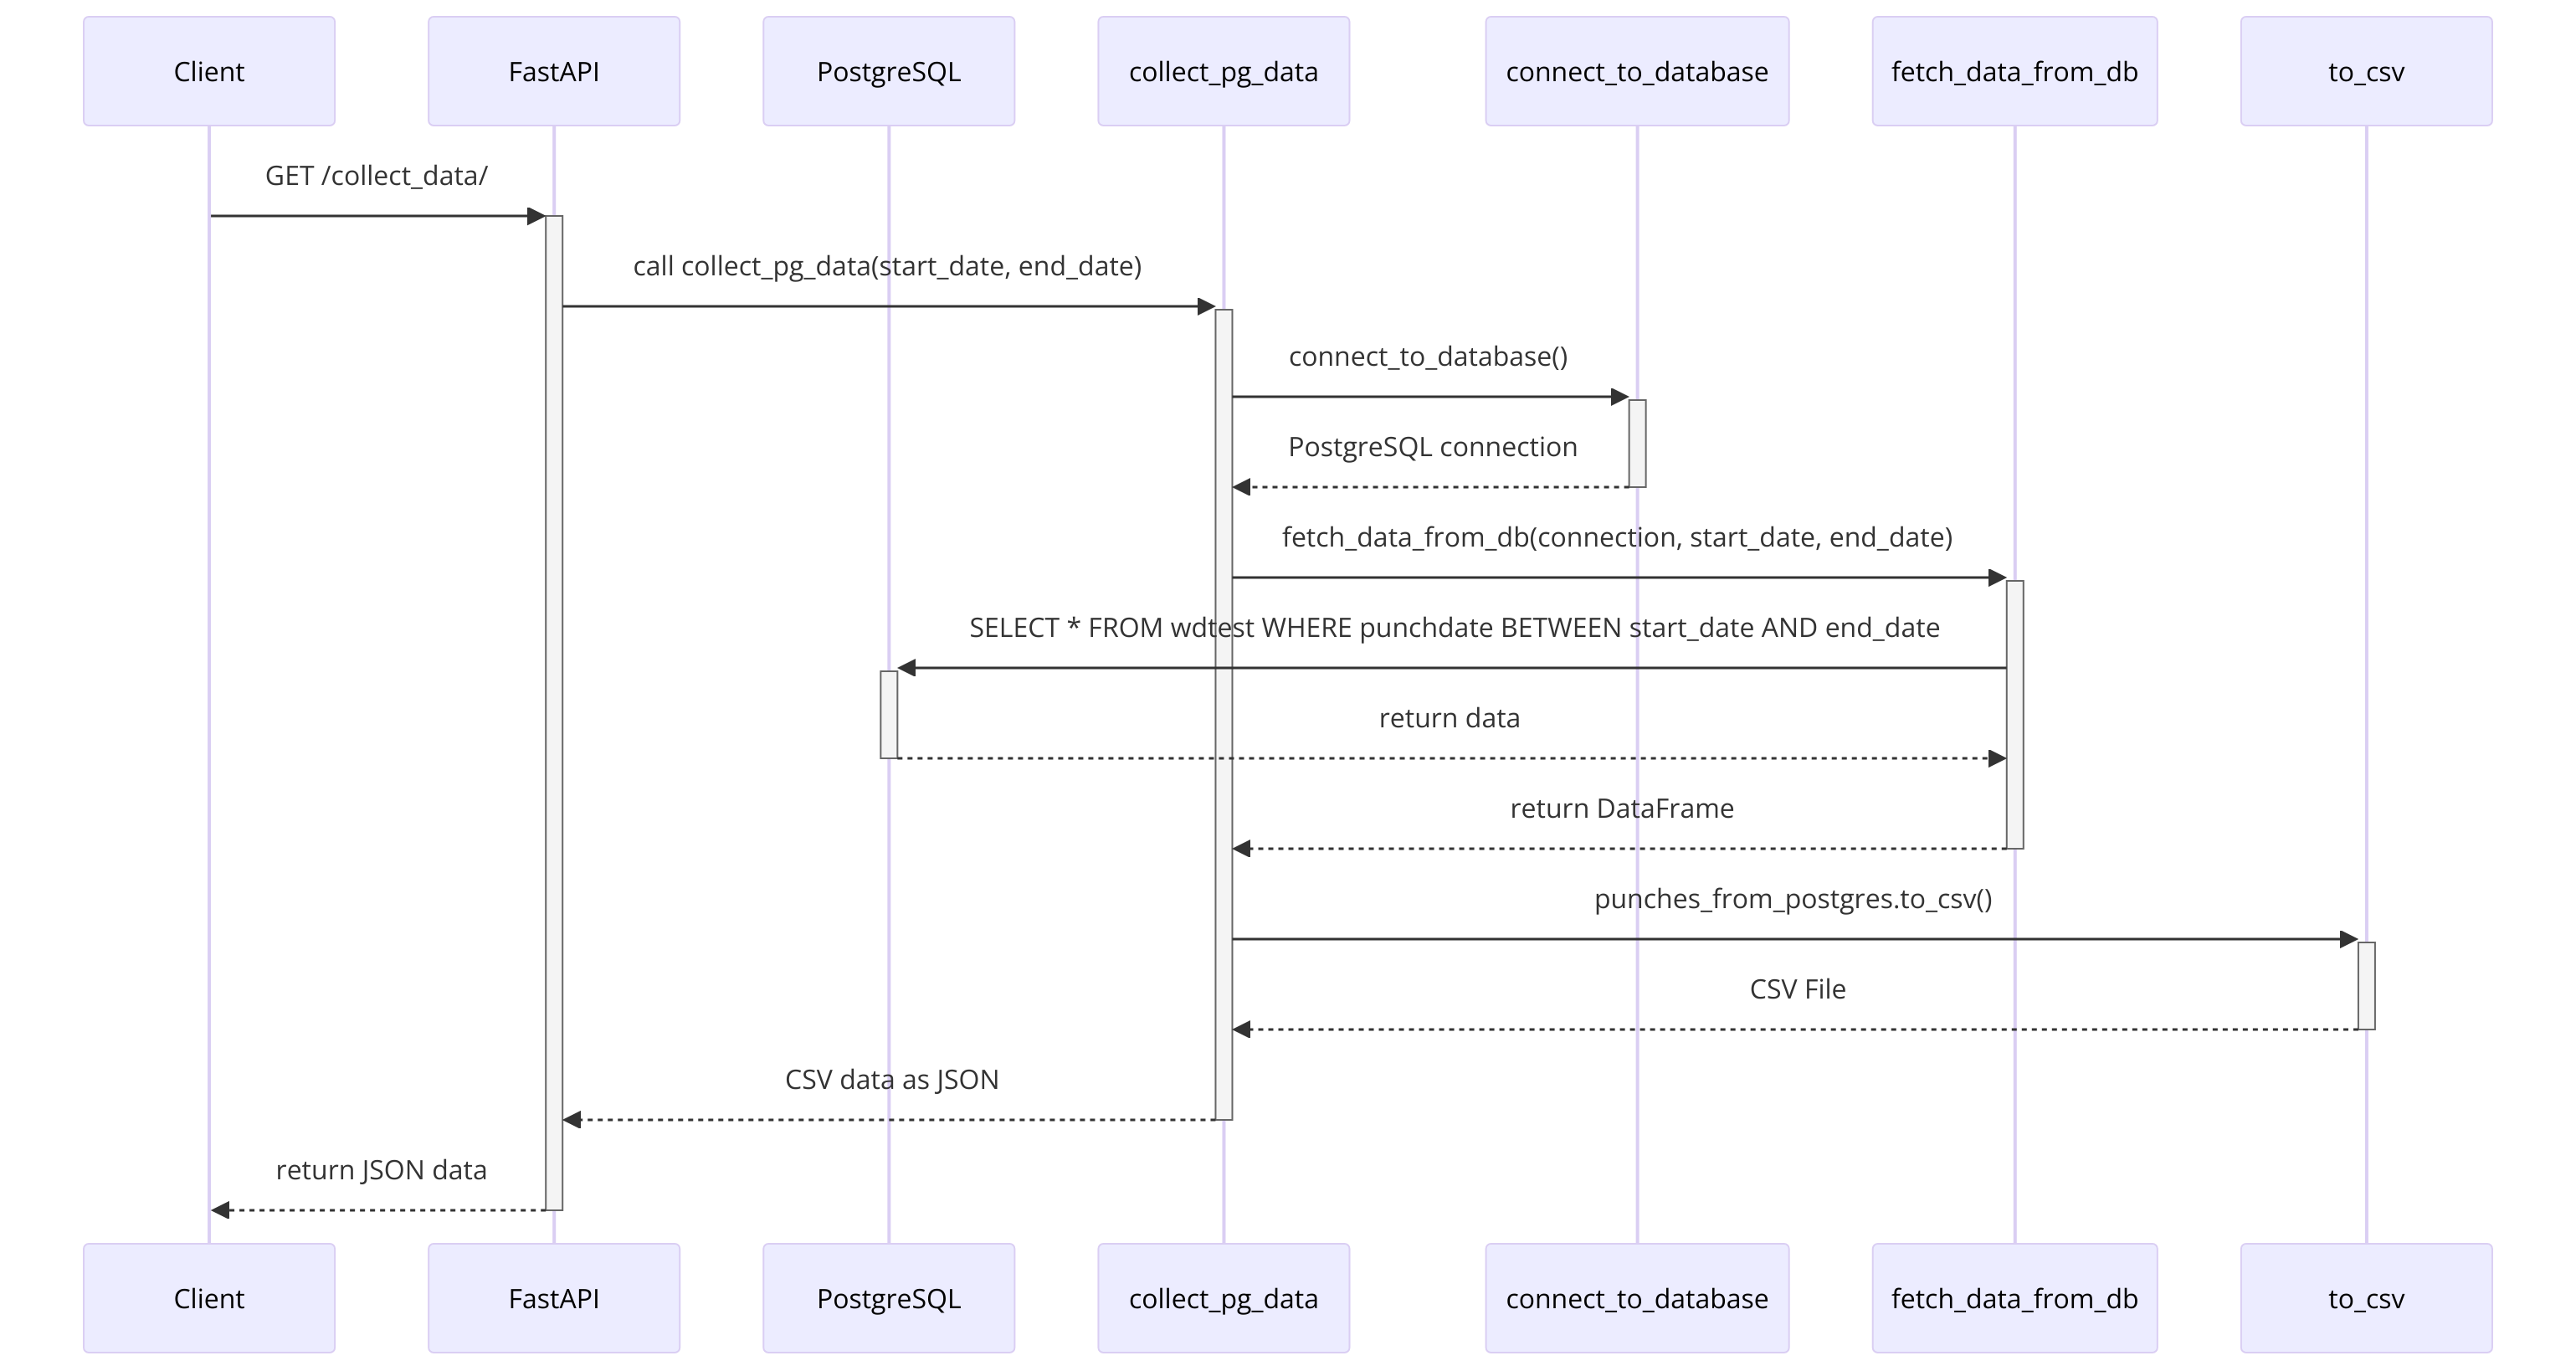 Client
FastAPI
PostgreSQL
collect_pg_data
connect_to_database
fetch_data_from_db
to_csv
GET /collect_data/
call collect_pg_data(start_date, end_date)
connect_to_database()
PostgreSQL connection
fetch_data_from_db(connection, start_date, end_date)
SELECT * FROM wdtest WHERE punchdate BETWEEN start_date AND end_date
return data
return DataFrame
punches_from_postgres.to_csv()
CSV File
CSV data as JSON
return JSON data
Client
FastAPI
PostgreSQL
collect_pg_data
connect_to_database
fetch_data_from_db
to_csv